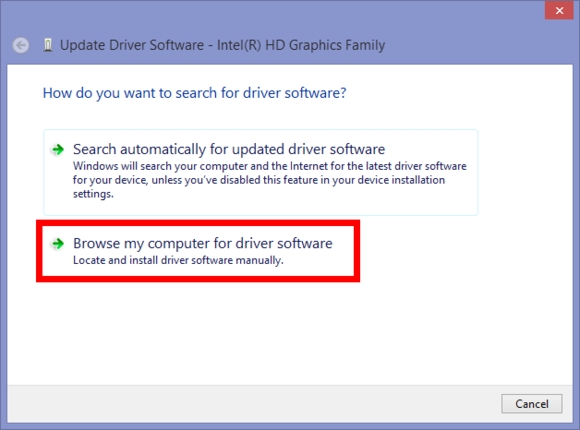 Update Driver Software - Intel(R) HD Graphics Family
How do you want to search for driver software?
Search automatically for updated driver software
Windows will search your computer and the Internet for the latest driver software
for your device, unless you've disabled this feature in your device installation
settings.
Browse my computer for driver software
Locate and install driver software manually.
Cancel